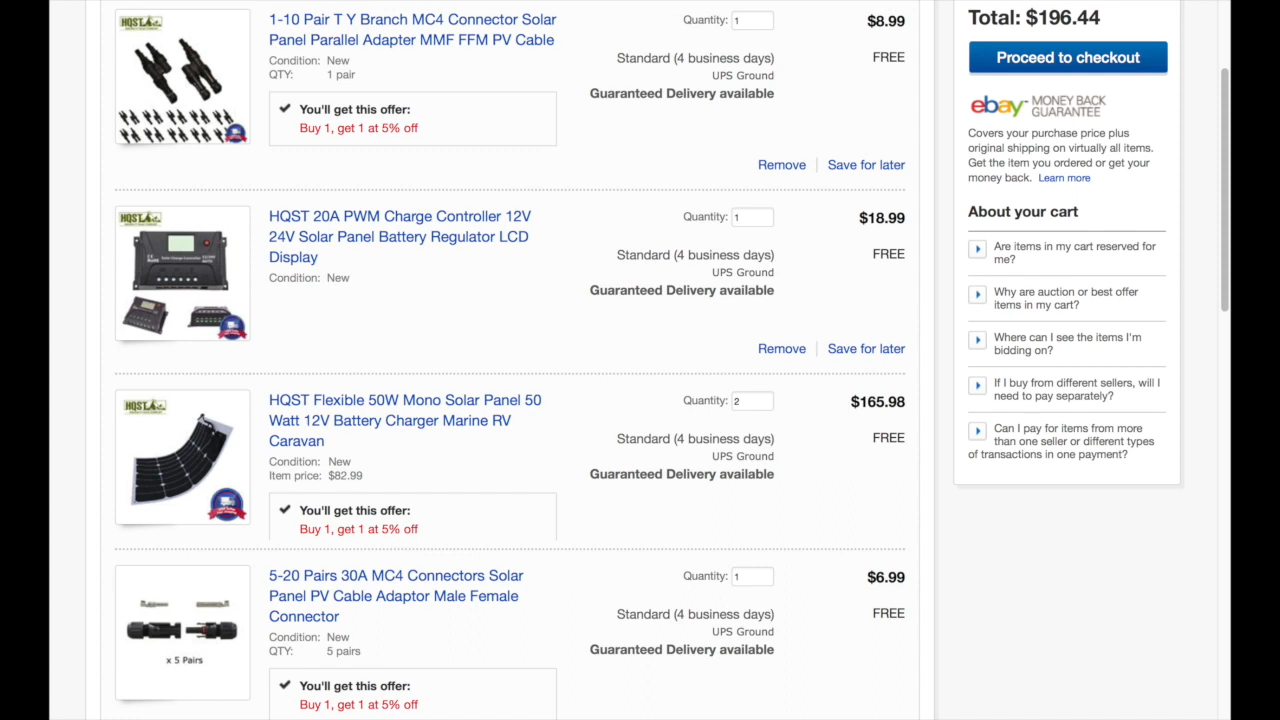 HQST
1-10 Pair T Y Branch MC4 Connector Solar
Panel Parallel Adapter MMF FFM PV Cable
Condition: New
QTY: 1 pair
You'll get this offer:
Buy 1, get 1 at 5% off
Quantity: 1
$8.99
Standard (4 business days)
FREE
UPS Ground
Guaranteed Delivery available
Remove
Save for later
HQST
HQST 20A PWM Charge Controller 12V
24V Solar Panel Battery Regulator LCD
Display
Condition: New
Quantity: 1
$18.99
Standard (4 business days)
FREE
UPS Ground
Guaranteed Delivery available
Remove
Save for later
HQST
HQST Flexible 50W Mono Solar Panel 50
Watt 12V Battery Charger Marine RV
Caravan
Condition: New
Item price: $82.99
You'll get this offer:
Buy 1, get 1 at 5% off
Quantity: 2
$165.98
Standard (4 business days)
FREE
UPS Ground
Guaranteed Delivery available
x 5 Pairs
5-20 Pairs 30A MC4 Connectors Solar
Panel PV Cable Adaptor Male Female
Connector
Condition: New
QTY: 5 pairs
You'll get this offer:
Buy 1, get 1 at 5% off
Quantity: 1
$6.99
Standard (4 business days)
FREE
UPS Ground
Guaranteed Delivery available
Total: $196.44
Proceed to checkout
ebay MONEY BACK
GUARANTEE
Covers your purchase price plus
original shipping on virtually all items.
Get the item you ordered or get your
money back. Learn more
About your cart
Are items in my cart reserved for
me?
Why are auction or best offer
items in my cart?
Where can I see the items I'm
bidding on?
If I buy from different sellers, will I
need to pay separately?
Can I pay for items from more
than one seller or different types
of transactions in one payment?